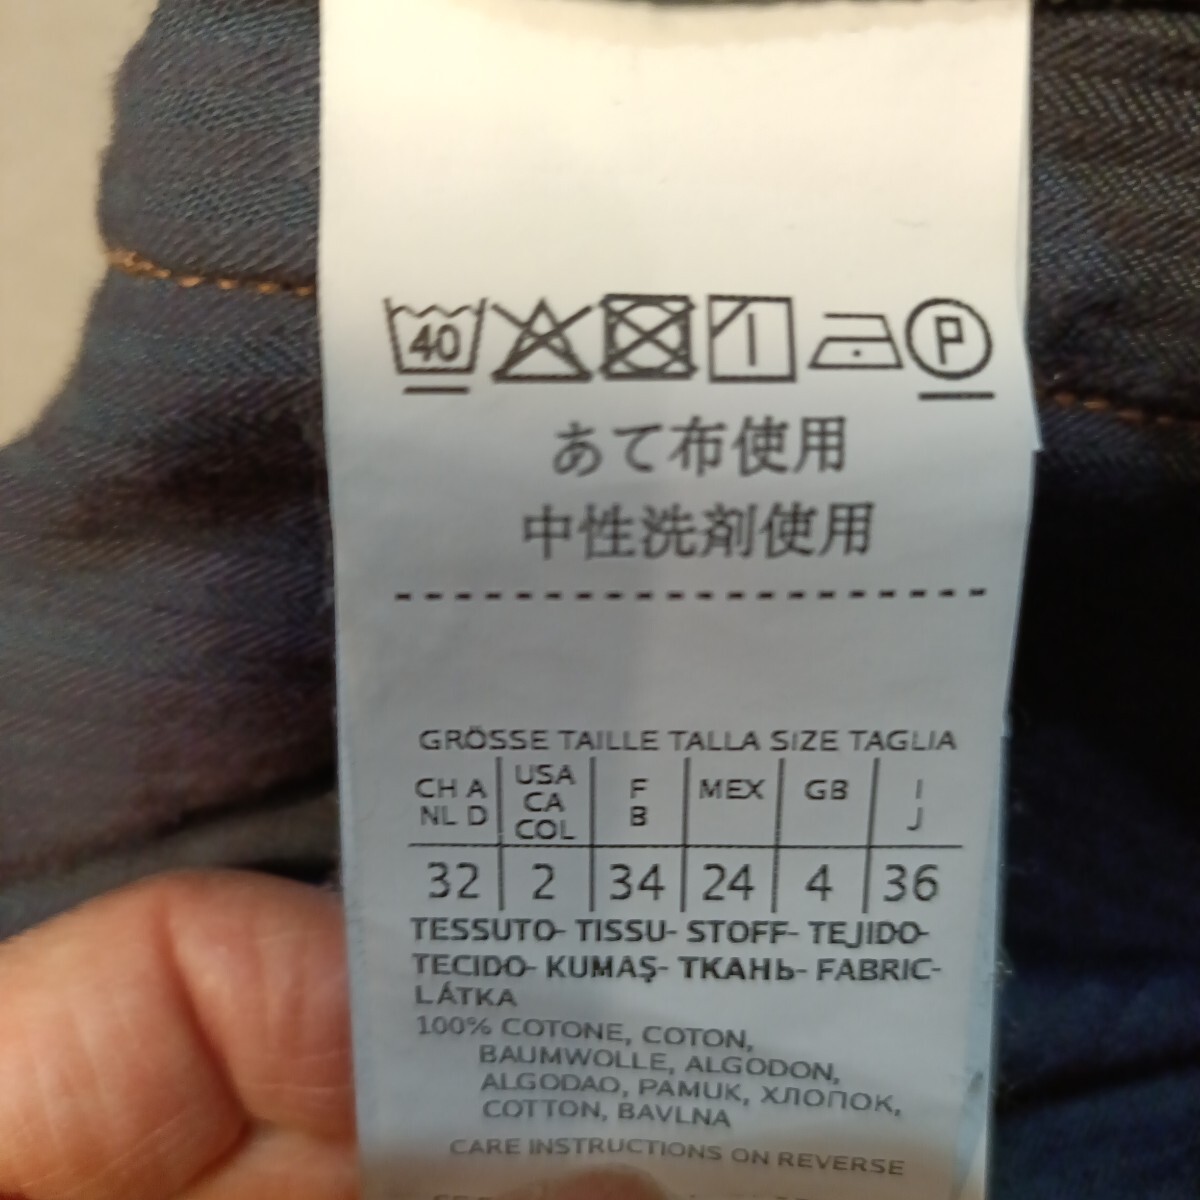 40 P
あて布使用
中性洗剤使用
GRÖSSE TAILLE TALLA SIZE TAGLIA
CH A NL D USA CA COL F B MEX GB I J
32 2 34 24 4 36
TESSUTO- TISSU- STOFF- TEJIDO-
TECIDO- KUMAŞ- ТКАНЬ- FABRIC-
LÁTKA
100% COTONE, COTON,
BAUMWOLLE, ALGODON,
ALGODAO, PAMUK, ХЛОПОК,
COTTON, BAVLNA
CARE INSTRUCTIONS ON REVERSE